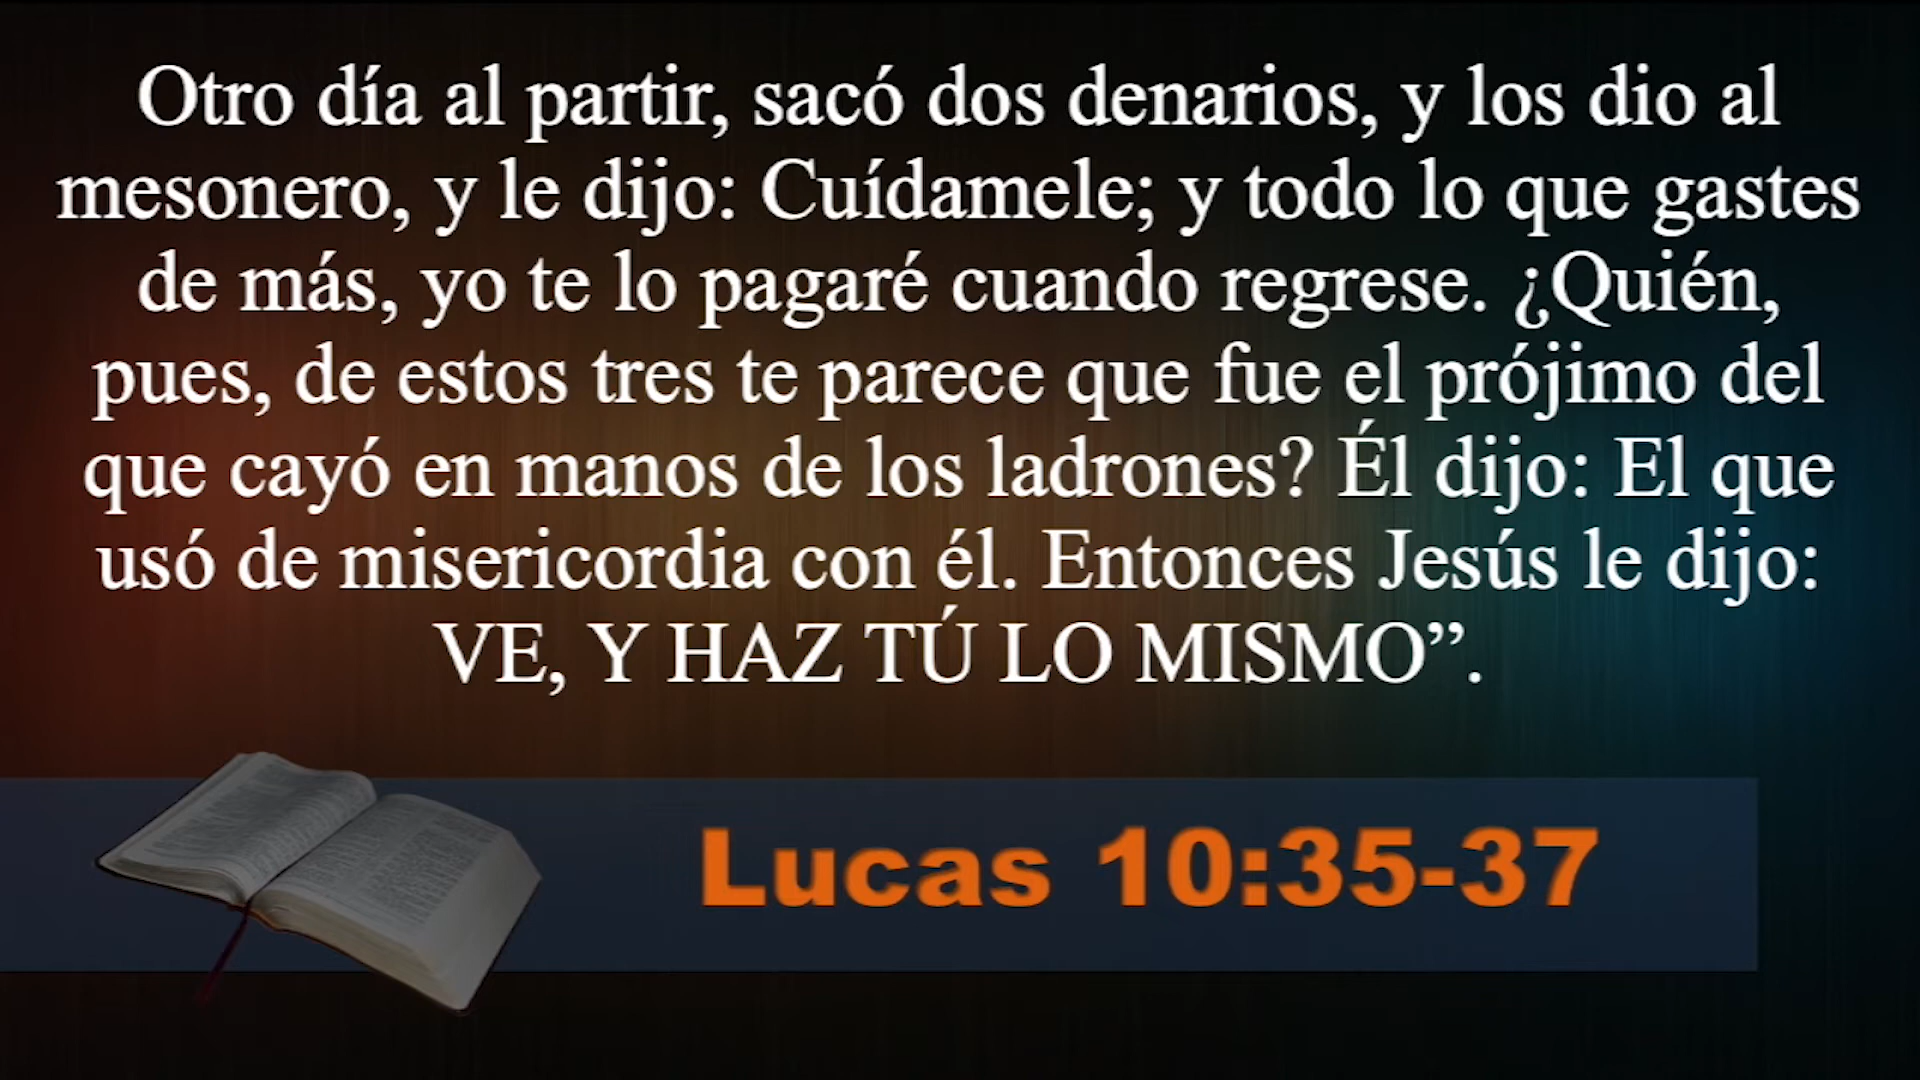 Otro día al partir, sacó dos denarios, y los dio al
mesonero, y le dijo: Cuídamele; y todo lo que gastes
de más, yo te lo pagaré cuando regrese. ¿Quién,
pues, de estos tres te parece que fue el prójimo del
que cayó en manos de los ladrones? Él dijo: El que
usó de misericordia con él. Entonces Jesús le dijo:
VE, Y HAZ TÚ LO MISMO”.
Lucas 10:35-37